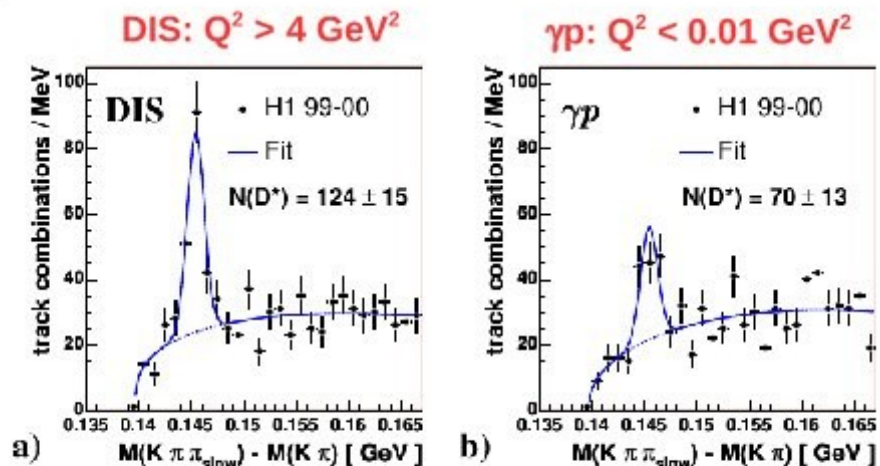 DIS: Q² > 4 GeV²
γp: Q² < 0.01 GeV²
track combinations / MeV
100
80
60
40
20
0
DIS
H1 99-00
Fit
N(D*) = 124 ± 15
0.135 0.14 0.145 0.15 0.155 0.16 0.165
a)
M(K π π_slow) - M(K π) [ GeV ]
track combinations / MeV
100
80
60
40
20
0
γp
H1 99-00
Fit
N(D*) = 70 ± 13
0.135 0.14 0.145 0.15 0.155 0.16 0.165
b)
M(K π π_slow) - M(K π) [ GeV ]